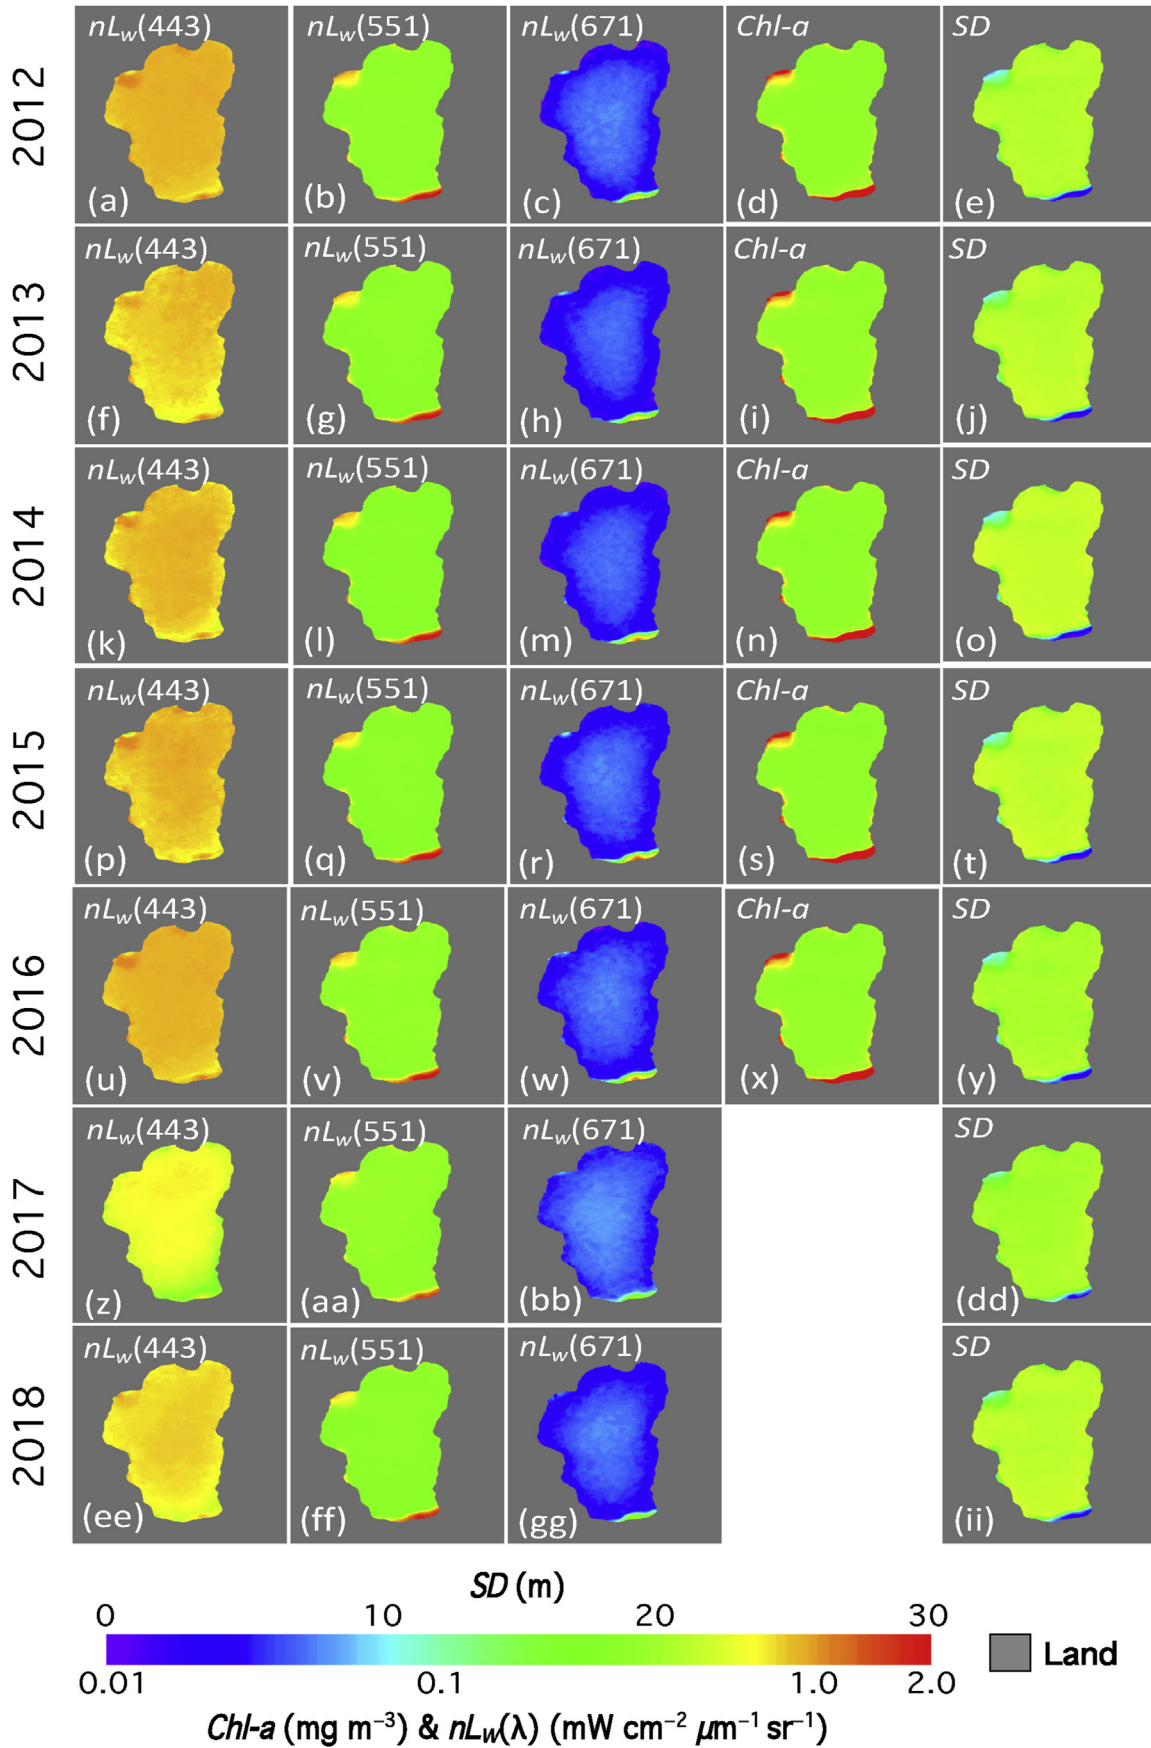 2012
nLw(443) nLw(551) nLw(671) Chl-a SD
(a) (b) (c) (d) (e)
2013
nLw(443) nLw(551) nLw(671) Chl-a SD
(f) (g) (h) (i) (j)
2014
nLw(443) nLw(551) nLw(671) Chl-a SD
(k) (l) (m) (n) (o)
2015
nLw(443) nLw(551) nLw(671) Chl-a SD
(p) (q) (r) (s) (t)
2016
nLw(443) nLw(551) nLw(671) Chl-a SD
(u) (v) (w) (x) (y)
2017
nLw(443) nLw(551) nLw(671) SD
(z) (aa) (bb) (dd)
2018
nLw(443) nLw(551) nLw(671) SD
(ee) (ff) (gg) (ii)
SD (m)
0 10 20 30
Land
0.01 0.1 1.0 2.0
Chl-a (mg m⁻³) & nLw(λ) (mW cm⁻² μm⁻¹ sr⁻¹)